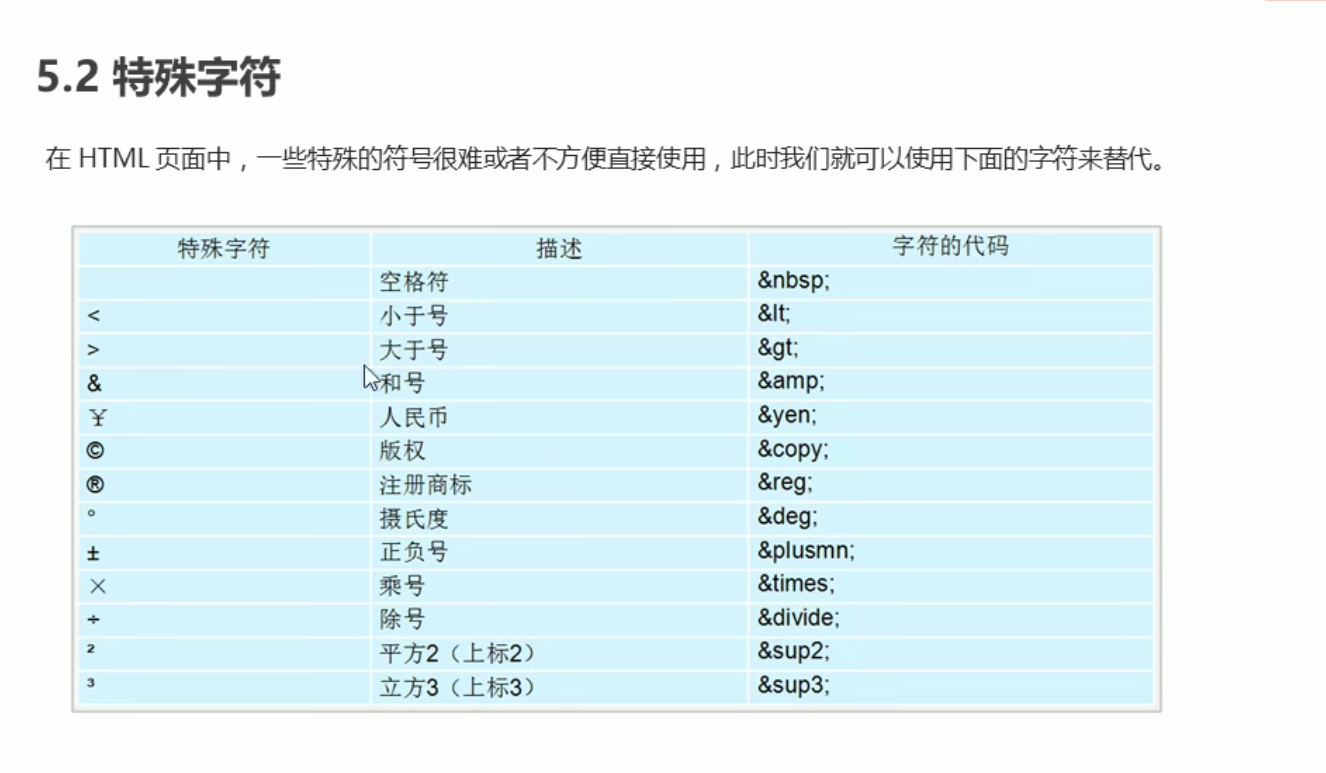 5.2 特殊字符
在 HTML 页面中，一些特殊的符号很难或者不方便直接使用，此时我们就可以使用下面的字符来替代。
特殊字符 描述 字符的代码
空格符 &nbsp;
< 小于号 &lt;
> 大于号 &gt;
& 和号 &amp;
￥ 人民币 &yen;
© 版权 &copy;
® 注册商标 &reg;
° 摄氏度 &deg;
± 正负号 &plusmn;
× 乘号 &times;
÷ 除号 &divide;
² 平方2（上标2） &sup2;
³ 立方3（上标3） &sup3;